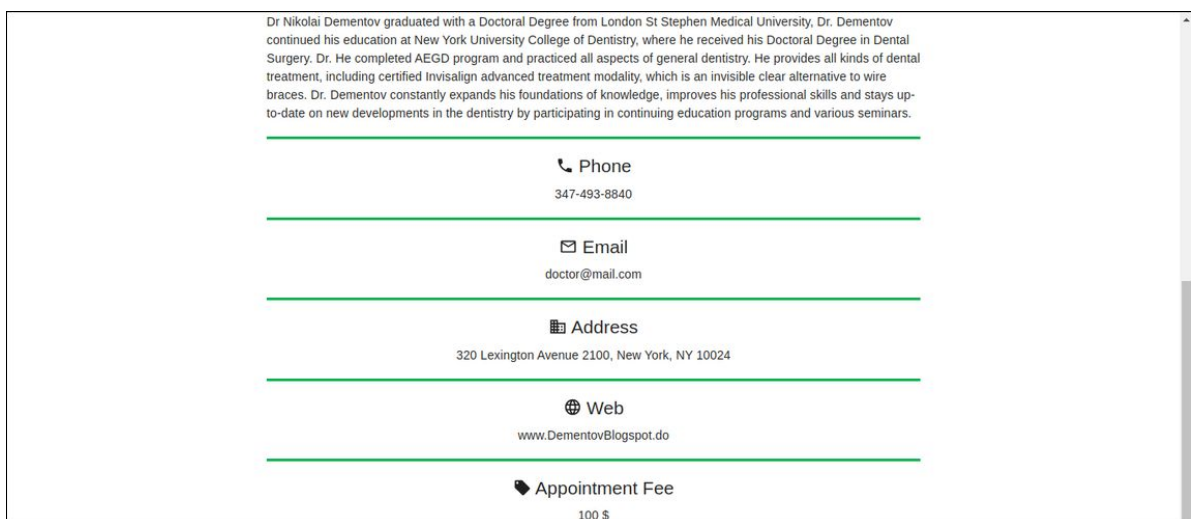 Dr Nikolai Dementov graduated with a Doctoral Degree from London St Stephen Medical University, Dr. Dementov
continued his education at New York University College of Dentistry, where he received his Doctoral Degree in Dental
Surgery. Dr. He completed AEGD program and practiced all aspects of general dentistry. He provides all kinds of dental
treatment, including certified Invisalign advanced treatment modality, which is an invisible clear alternative to wire
braces. Dr. Dementov constantly expands his foundations of knowledge, improves his professional skills and stays up-
to-date on new developments in the dentistry by participating in continuing education programs and various seminars.
Phone
347-493-8840
Email
doctor@mail.com
Address
320 Lexington Avenue 2100, New York, NY 10024
Web
www.DementovBlogspot.do
Appointment Fee
100 $